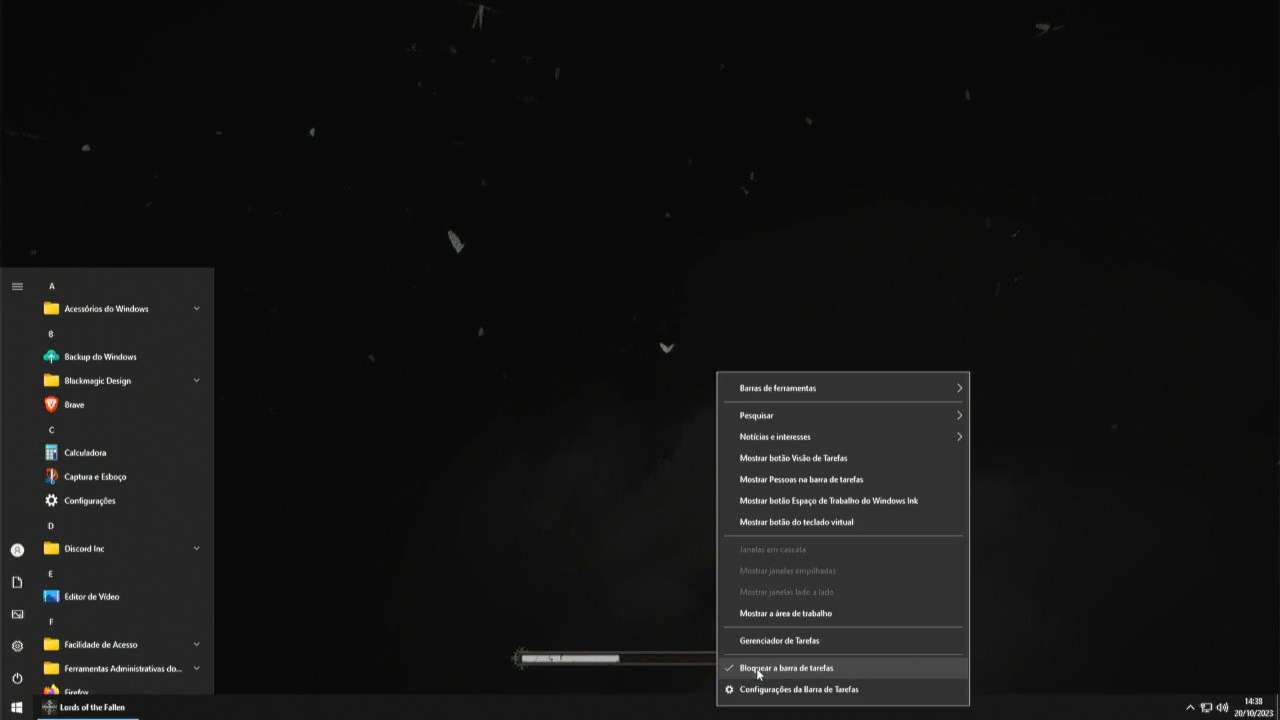 A
Acessórios do Windows
B
Backup do Windows
Blackmagic Design
Brave
C
Calculadora
Captura e Esboço
Configurações
D
Discord Inc
E
Editor de Vídeo
F
Facilidade de Acesso
Ferramentas Administrativas do...
Firefox
Barras de ferramentas
Pesquisar
Notícias e interesses
Mostrar botão Visão de Tarefas
Mostrar Pessoas na barra de tarefas
Mostrar botão Espaço de Trabalho do Windows Ink
Mostrar botão do teclado virtual
Janelas em cascata
Mostrar janelas empilhadas
Mostrar janelas lado a lado
Mostrar a área de trabalho
Gerenciador de Tarefas
Bloquear a barra de tarefas
Configurações da Barra de Tarefas
Lords of the Fallen
14:38
20/10/2023